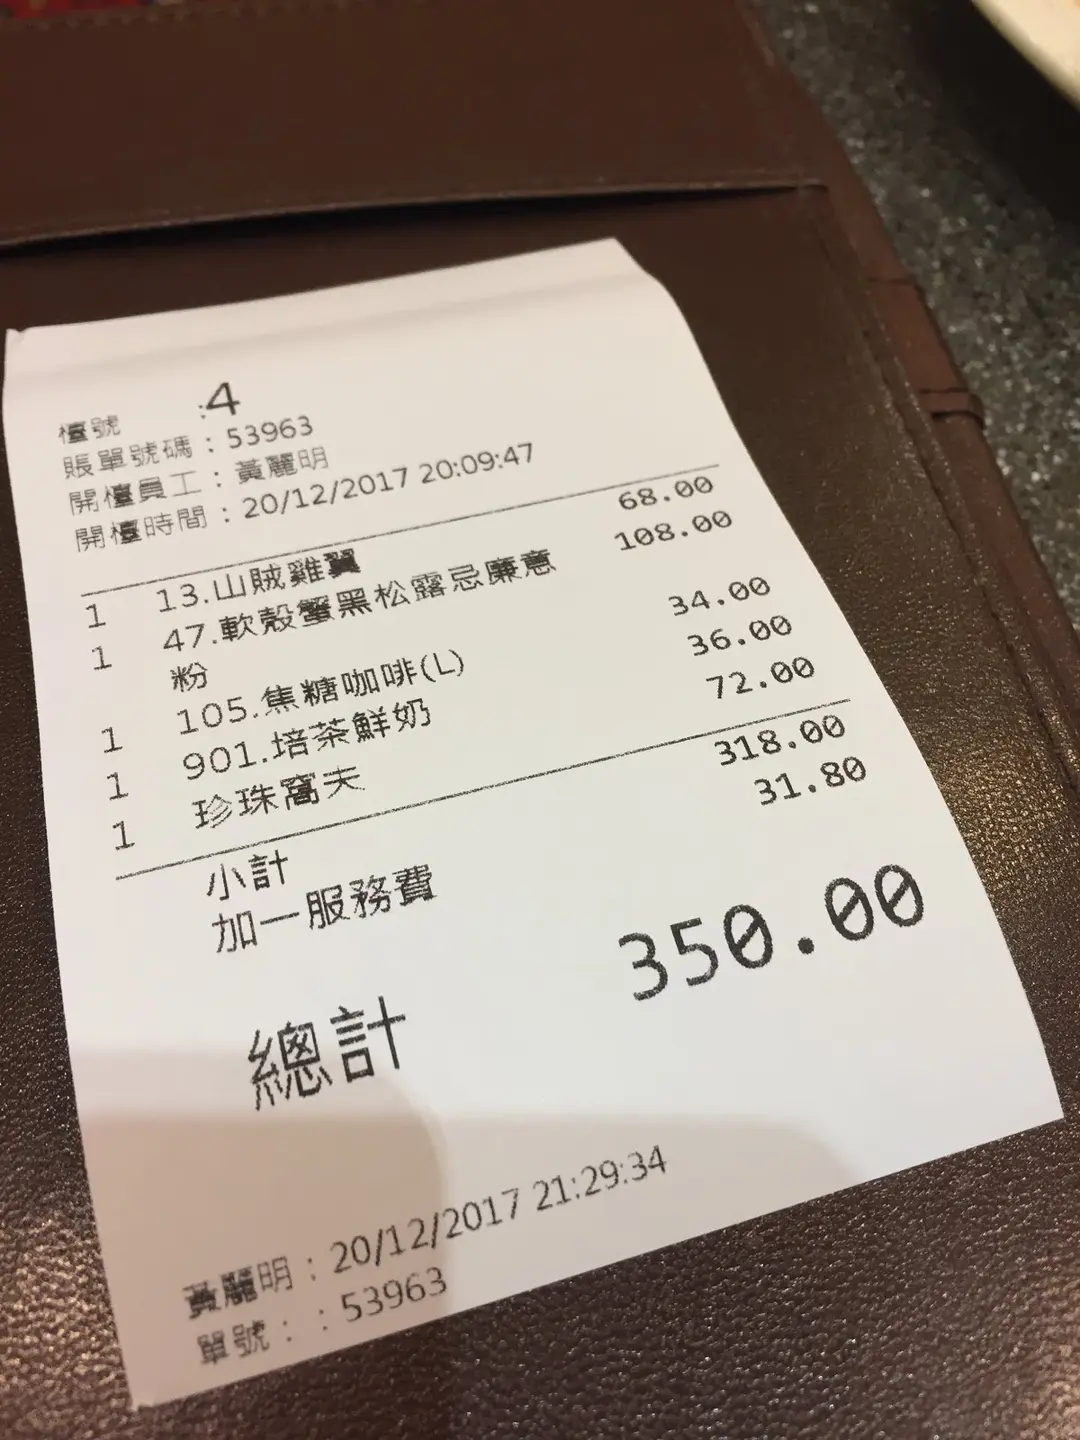 檯號 :4
賬單號碼 : 53963
開檯員工 : 黃麗明
開檯時間 : 20/12/2017 20:09:47
1 13.山賊雞翼 68.00
1 47.軟殼蟹黑松露忌廉意 108.00
粉
1 105.焦糖咖啡(L) 34.00
1 901.培茶鮮奶 36.00
1 珍珠窩夫 72.00
小計 318.00
加一服務費 31.80
總計 350.00
黃麗明 : 20/12/2017 21:29:34
單號： : 53963